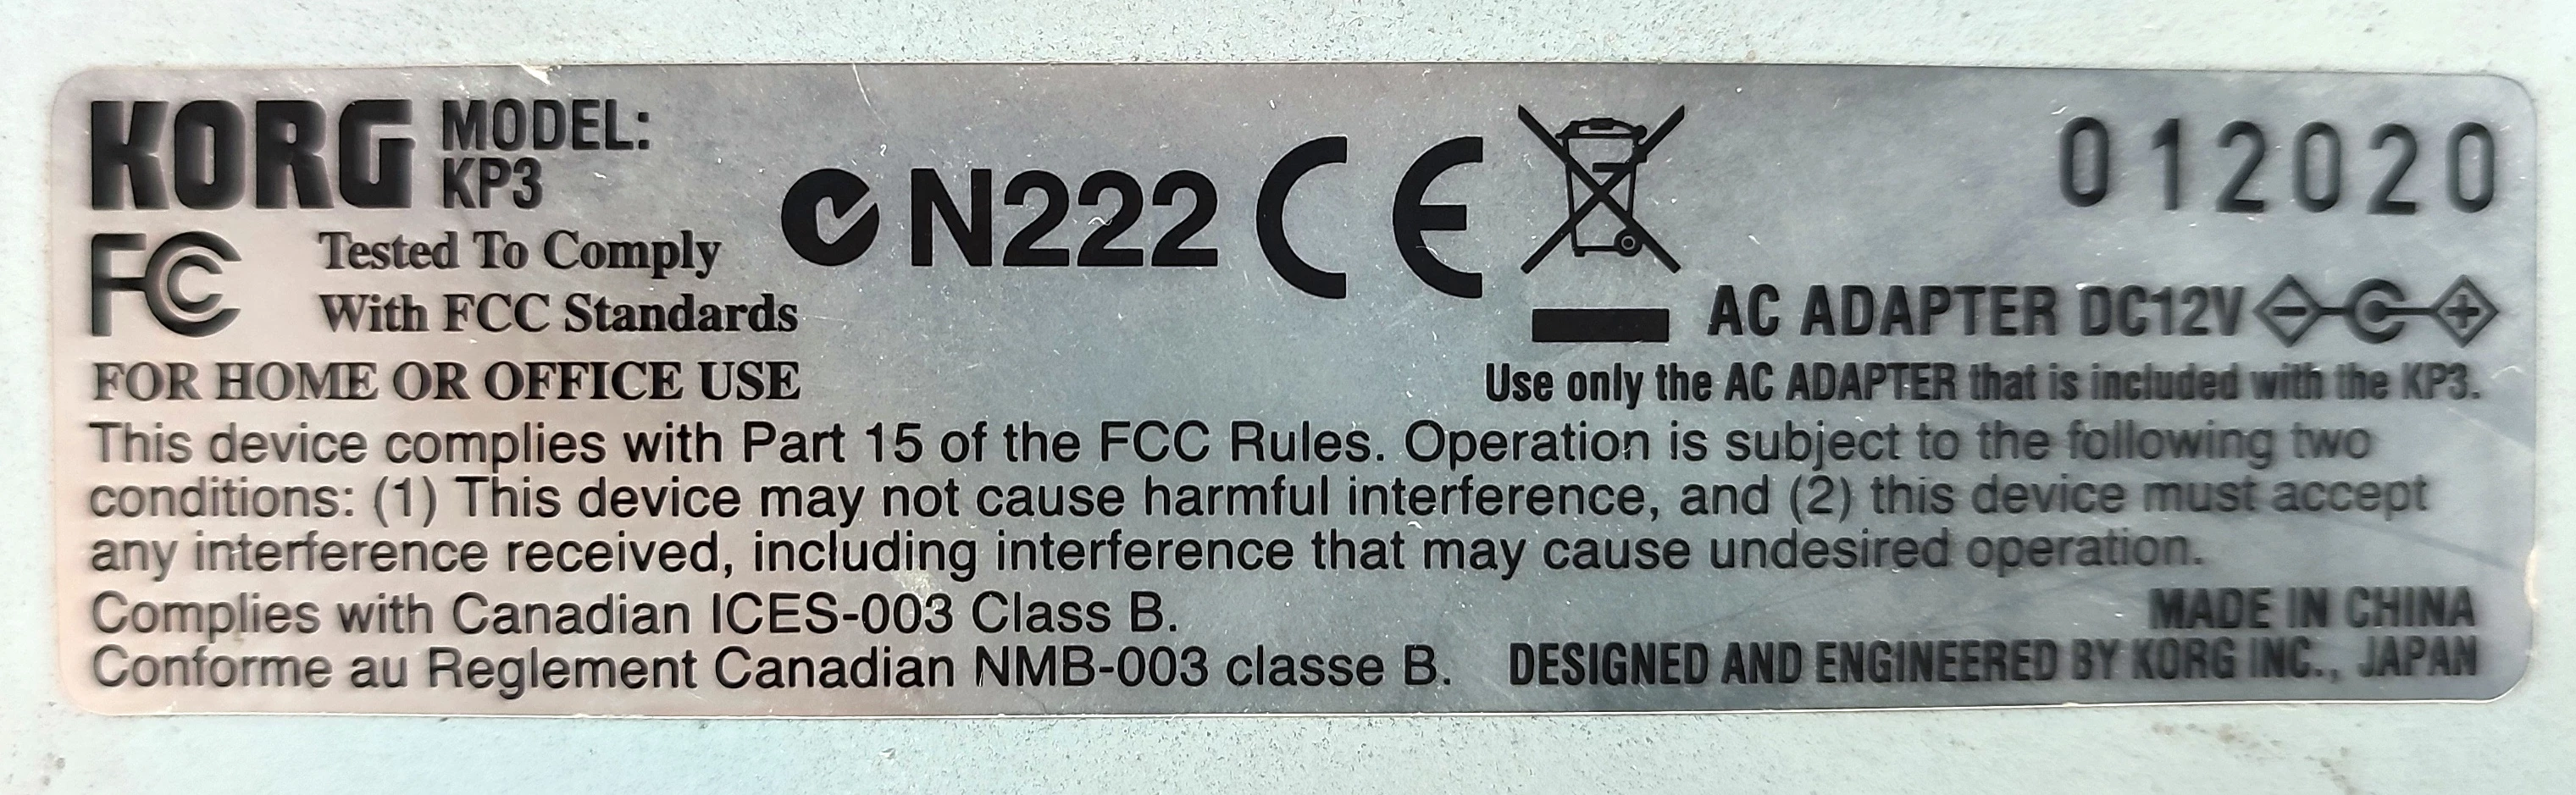 KORG MODEL:
KP3
N222 CE
012020
FC Tested To Comply
With FCC Standards
FOR HOME OR OFFICE USE
AC ADAPTER DC12V
Use only the AC ADAPTER that is included with the KP3.
This device complies with Part 15 of the FCC Rules. Operation is subject to the following two
conditions: (1) This device may not cause harmful interference, and (2) this device must accept
any interference received, including interference that may cause undesired operation.
Complies with Canadian ICES-003 Class B.
Conforme au Reglement Canadian NMB-003 classe B.
MADE IN CHINA
DESIGNED AND ENGINEERED BY KORG INC., JAPAN